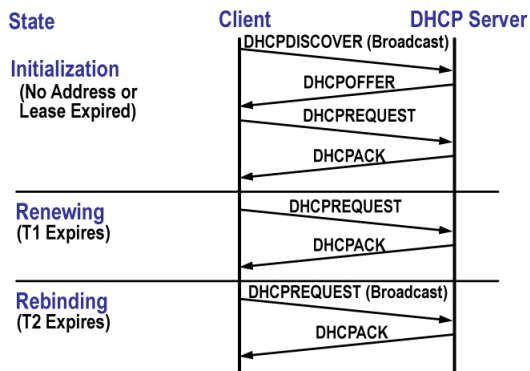 State
Client
DHCP Server
DHCPDISCOVER (Broadcast)
Initialization
(No Address or
Lease Expired)
DHCPOFFER
DHCPREQUEST
DHCPACK
Renewing
(T1 Expires)
DHCPREQUEST
DHCPACK
Rebinding
(T2 Expires)
DHCPREQUEST (Broadcast)
DHCPACK